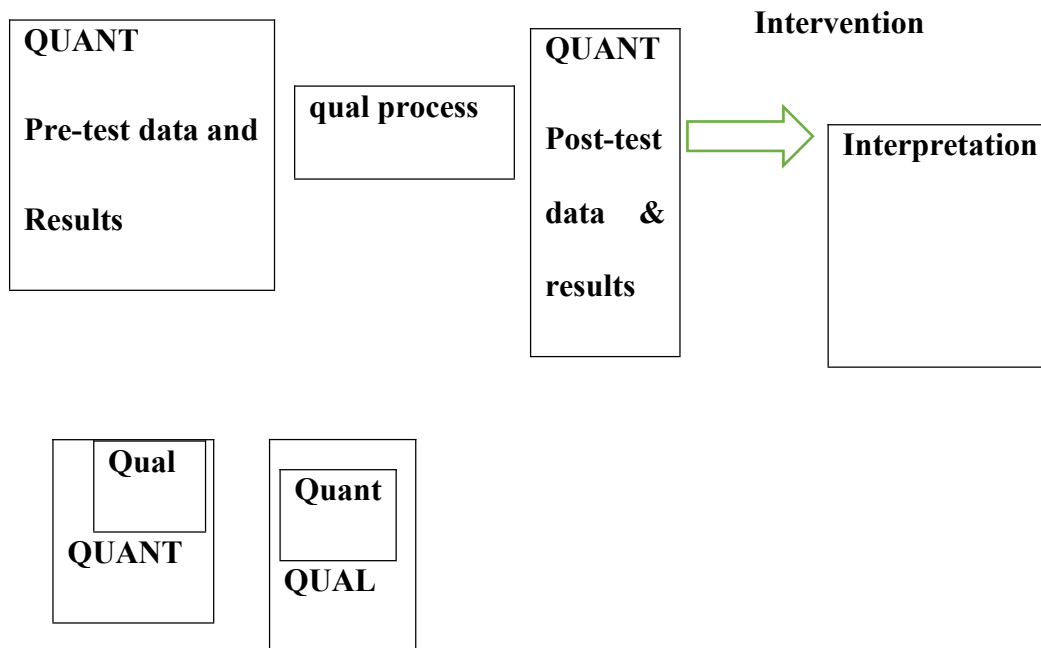 QUANT
Pre-test data and
Results
qual process
QUANT
Post-test
data &
results
Intervention
Interpretation
Qual
QUANT
Quant
QUAL